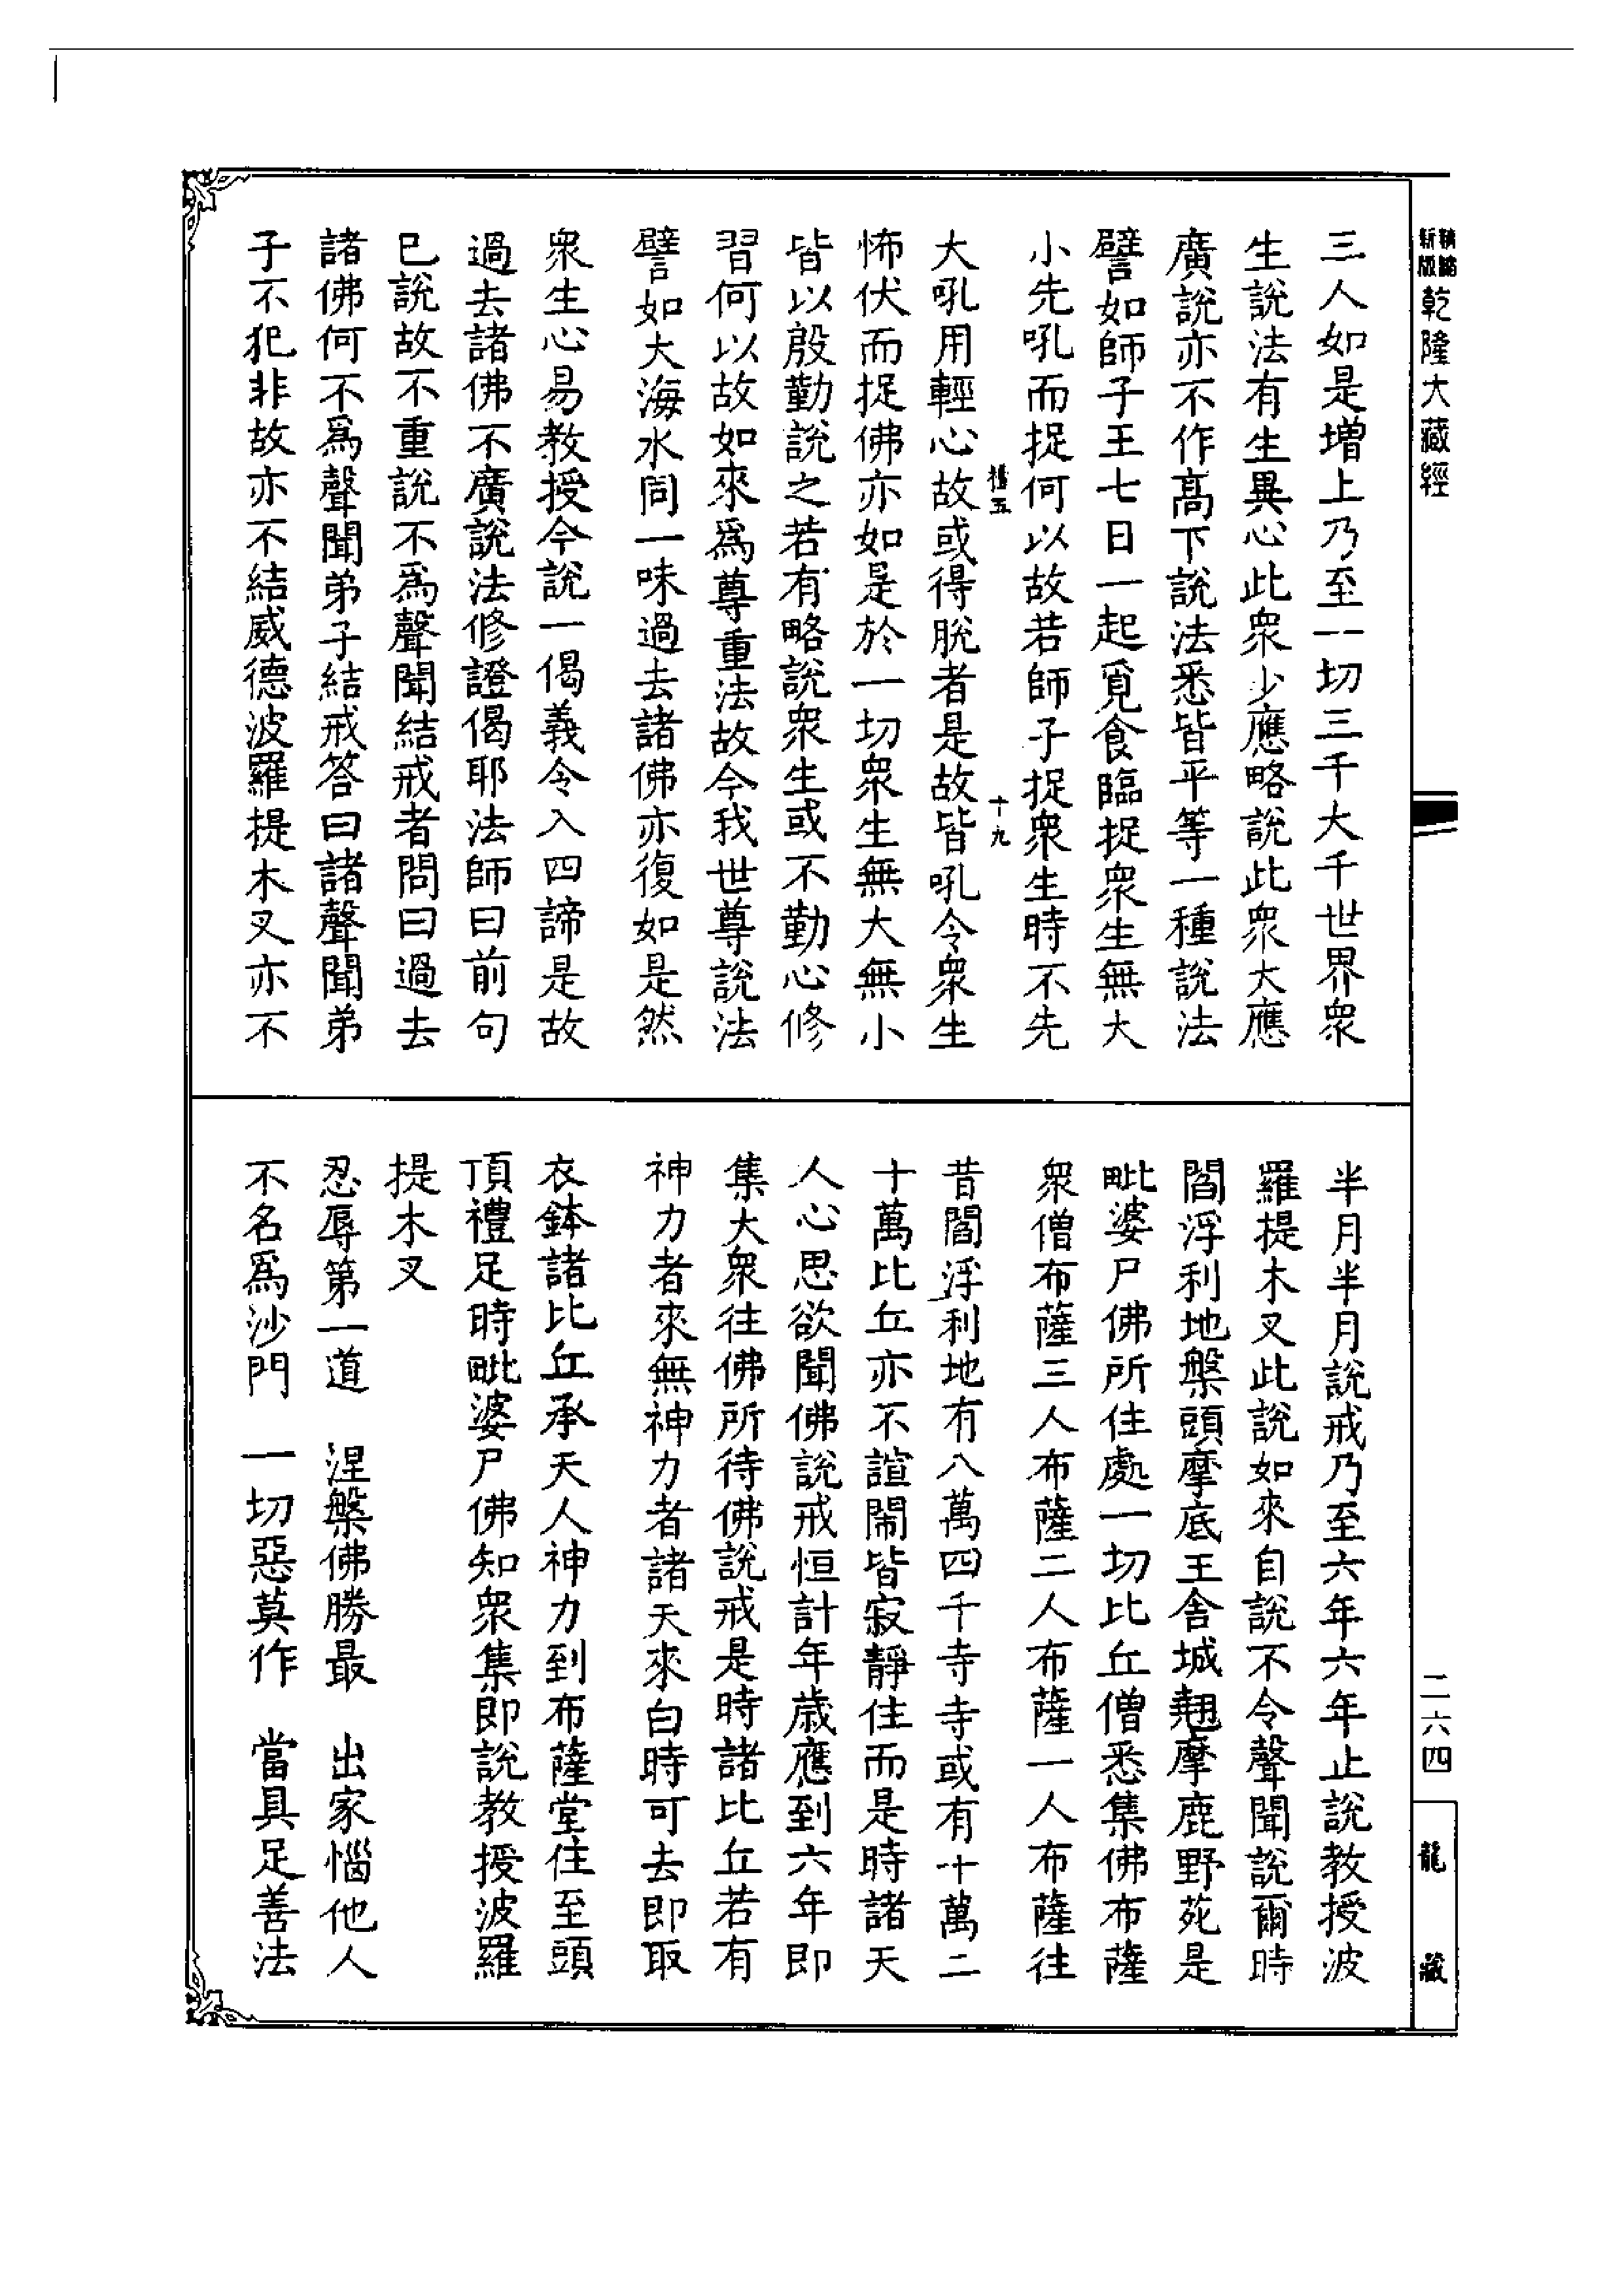 新版精縮乾隆大藏經
三人如是增上乃至一切三千大千世界衆
生說法有生異心此衆少應略說此衆大應
廣說亦不作高下說法悉皆平等一種說法
譬如師子王七日一起覓食臨捉衆生無大
小先吼而捉何以故若師子捉衆生時不先
大吼用輕心故或得脫者是故皆吼令衆生
怖伏而捉佛亦如是於一切衆生無大無小
皆以殷勤說之若有略說衆生或不勤心修
習何以故如來爲尊重法故今我世尊說法
譬如大海水同一味過去諸佛亦復如是然
衆生心易教授今說一偈義令入四諦是故
過去諸佛不廣說法修證偈耶法師曰前句
已說故不重說不爲聲聞結戒者問曰過去
諸佛何不爲聲聞弟子結戒答曰諸聲聞弟
子不犯非故亦不結威德波羅提木叉亦不
十九
二六四
龍藏
半月半月說戒乃至六年六年止說教授波
羅提木叉此說如來自說不令聲聞說爾時
閻浮利地槃頭摩底王舍城翹摩鹿野苑是
毗婆尸佛所住處一切比丘僧悉集佛布薩
衆僧布薩三人布薩二人布薩一人布薩往
昔閻浮利地有八萬四千寺寺或有十萬二
十萬比丘亦不諠鬧皆寂靜住而是時諸天
人心思欲聞佛說戒恒計年歲應到六年即
集大衆往佛所待佛說戒是時諸比丘若有
神力者來無神力者諸天來白時可去即取
衣鉢諸比丘承天人神力到布薩堂住至頭
頂禮足時毗婆尸佛知衆集即說教授波羅
提木叉
忍辱第一道　涅槃佛勝最　出家惱他人
不名爲沙門　一切惡莫作　當具足善法